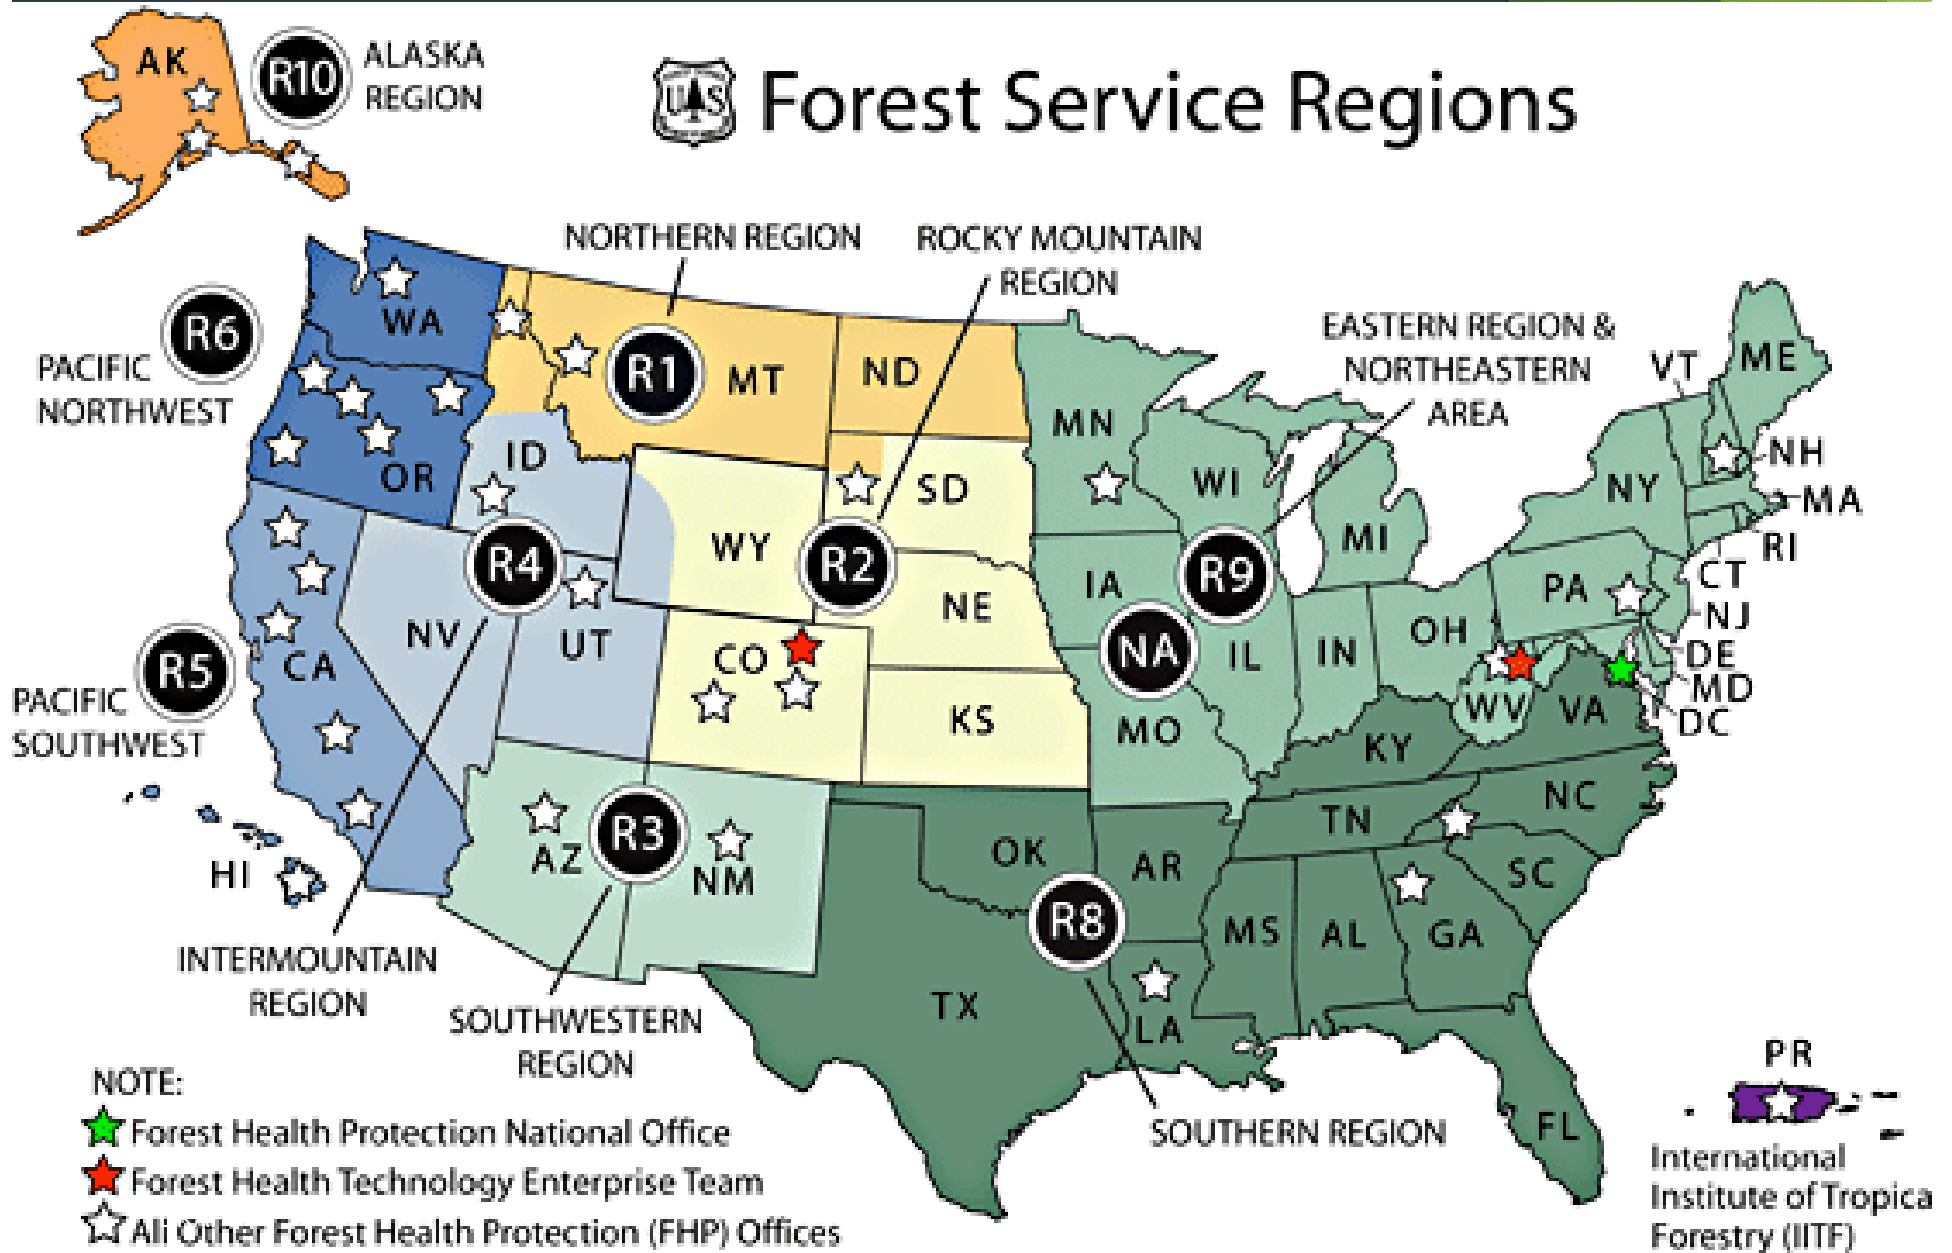 AK
R10
ALASKA
REGION
U S
Forest Service Regions
NORTHERN REGION
ROCKY MOUNTAIN
REGION
EASTERN REGION &
NORTHEASTERN
AREA
R6
PACIFIC
NORTHWEST
WA
OR
R1
MT
ND
ID
SD
WY
R2
R4
NV
UT
CO
NE
KS
R5
PACIFIC
SOUTHWEST
CA
HI
MN
WI
MI
IA
R9
NA
IL
IN
OH
MO
PA
NY
VT
ME
NH
MA
RI
CT
NJ
DE
MD
DC
WV
VA
KY
NC
TN
SC
AZ
R3
NM
OK
AR
R8
MS
AL
GA
TX
LA
FL
INTERMOUNTAIN
REGION
SOUTHWESTERN
REGION
SOUTHERN REGION
PR
International
Institute of Tropica
Forestry (IITF)
NOTE:
Forest Health Protection National Office
Forest Health Technology Enterprise Team
All Other Forest Health Protection (FHP) Offices